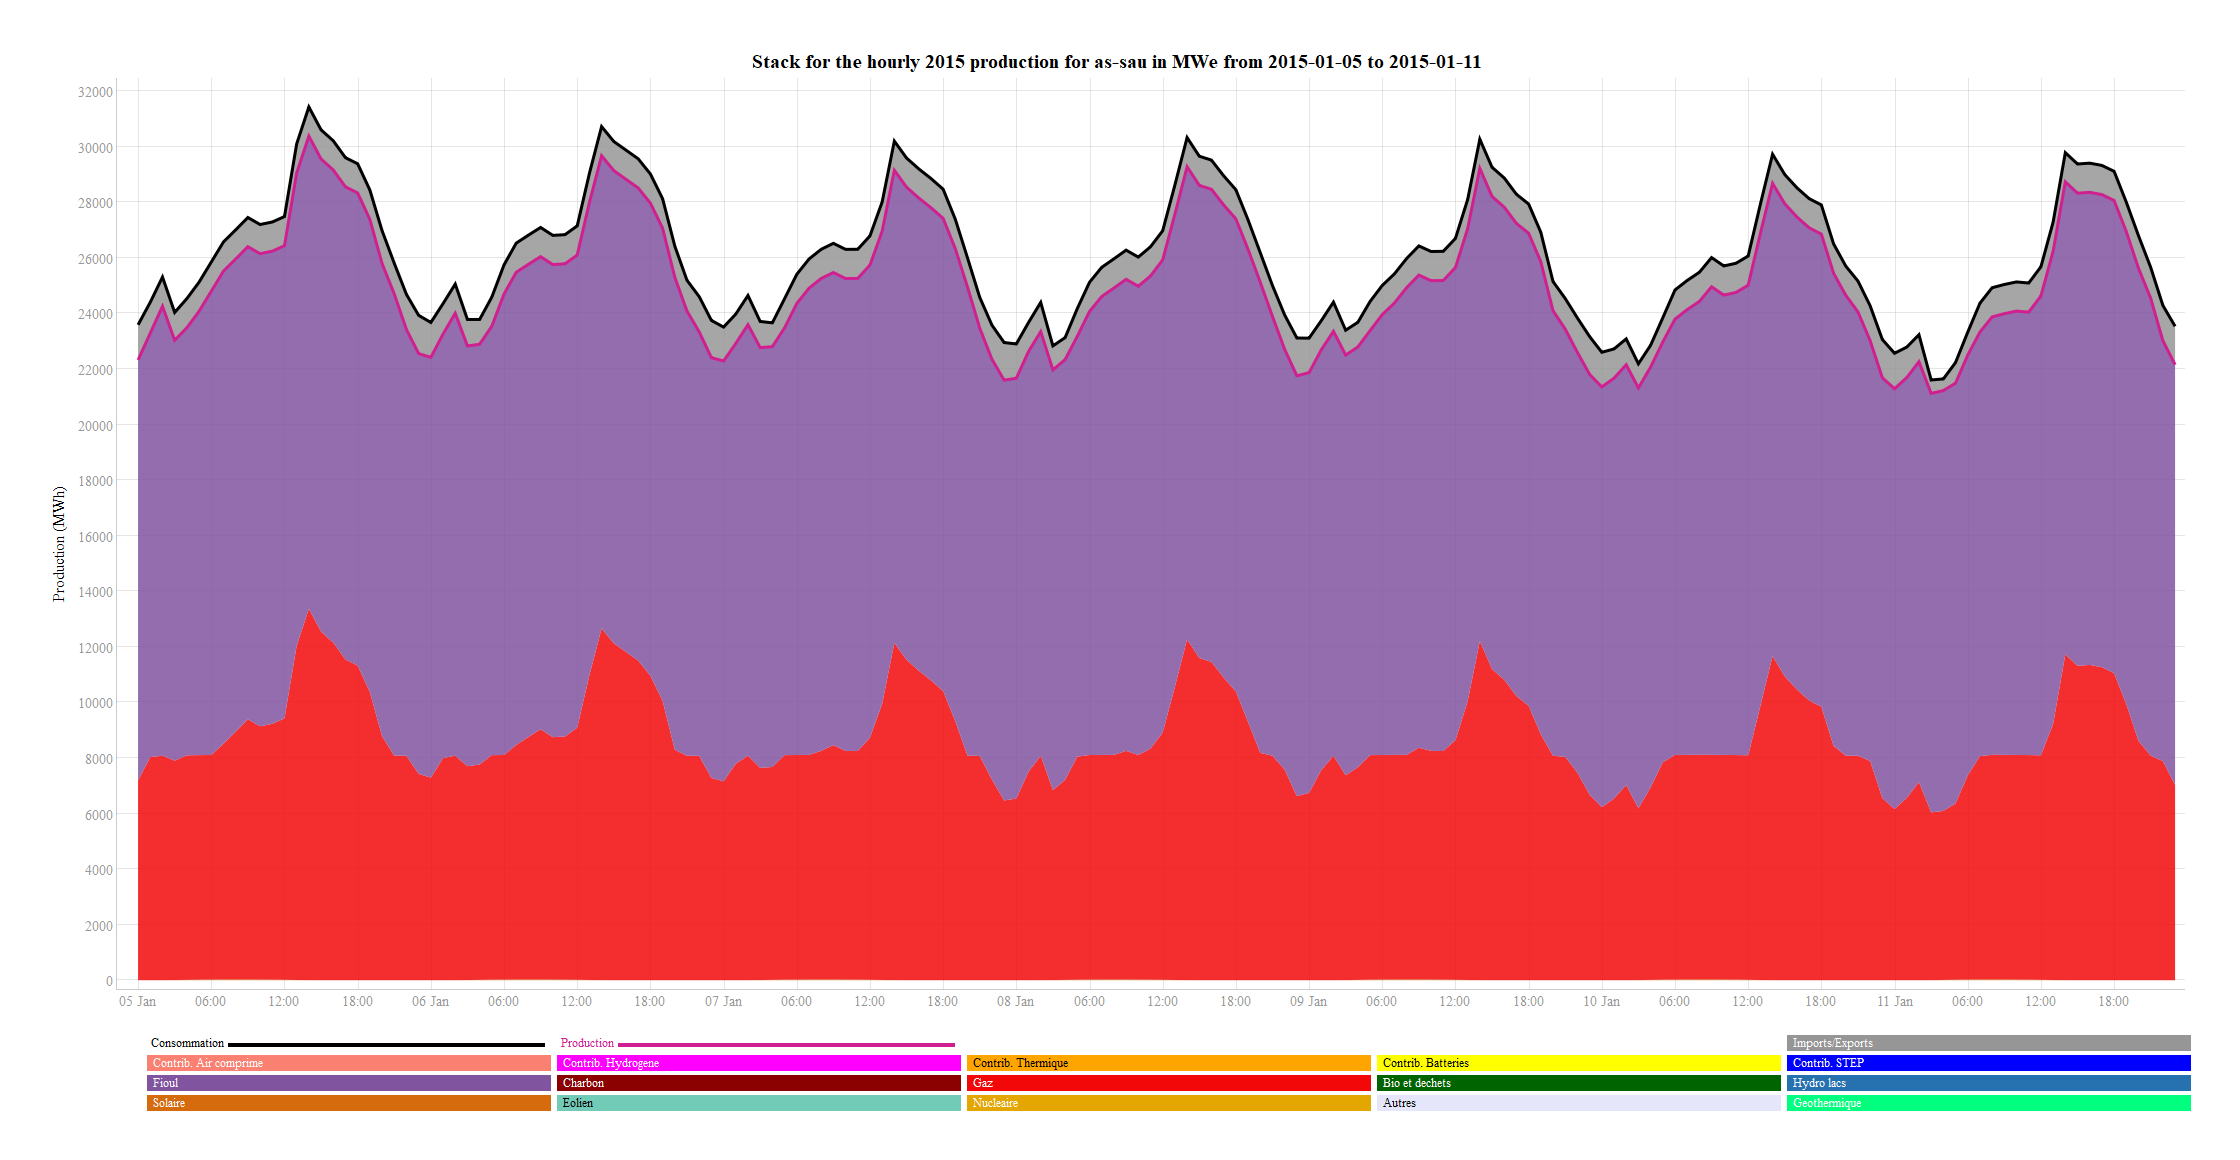 Stack for the hourly 2015 production for as-sau in MWe from 2015-01-05 to 2015-01-11
Production (MWh)
32000
30000
28000
26000
24000
22000
20000
18000
16000
14000
12000
10000
8000
6000
4000
2000
0
05 Jan 06:00 12:00 18:00 06 Jan 06:00 12:00 18:00 07 Jan 06:00 12:00 18:00 08 Jan 06:00 12:00 18:00 09 Jan 06:00 12:00 18:00 10 Jan 06:00 12:00 18:00 11 Jan 06:00 12:00 18:00
Consommation Production Imports/Exports
Contrib. Air comprime Contrib. Hydrogene Contrib. Thermique Contrib. Batteries Contrib. STEP
Fioul Charbon Gaz Bio et dechets Hydro lacs
Solaire Eolien Nucleaire Autres Geothermique